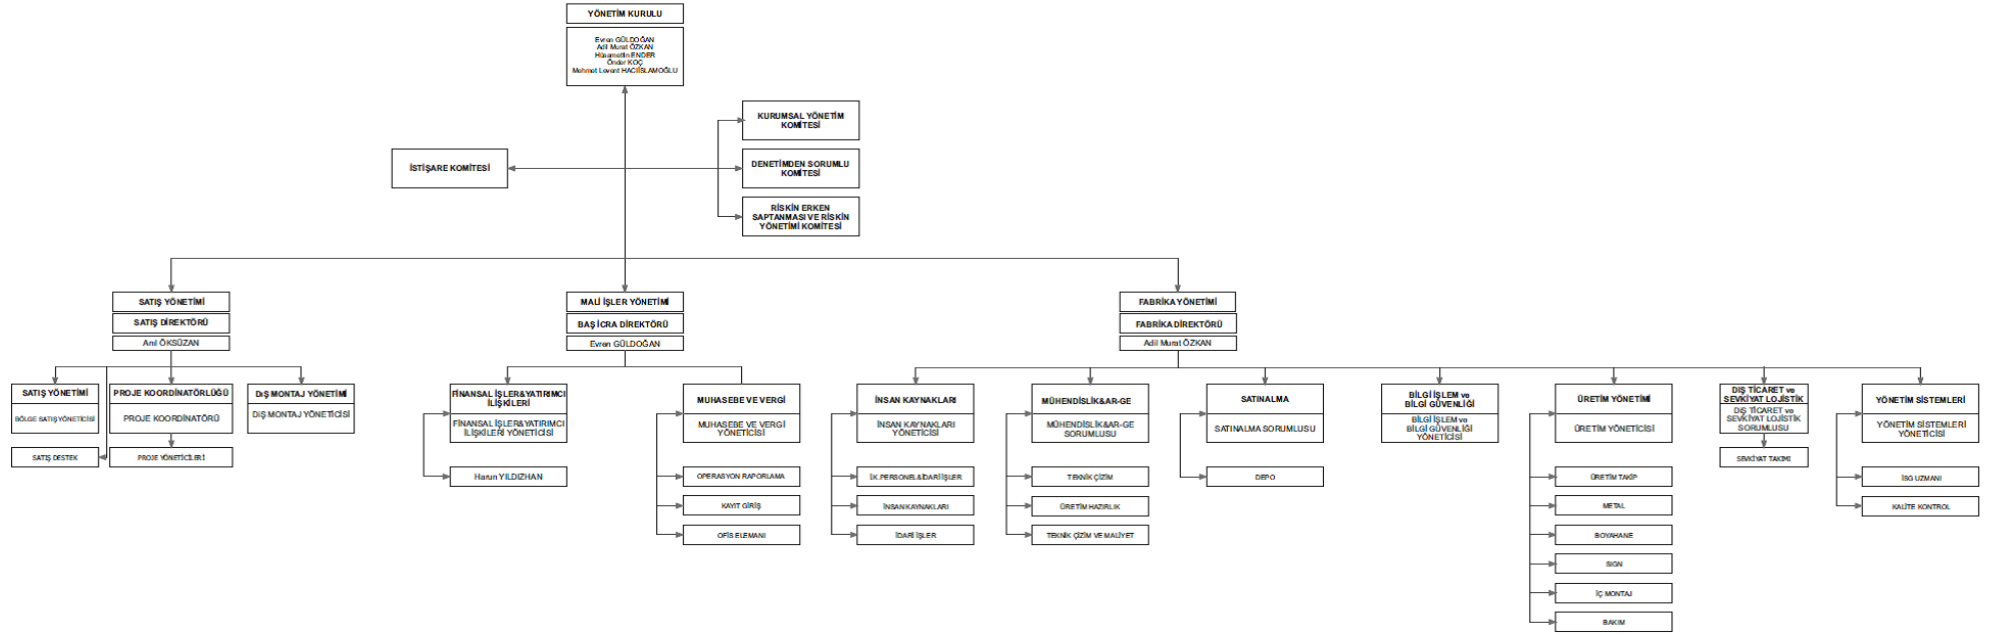 YÖNETİM KURULU
Evren GÜLDOĞAN
Adil Murat ÖZKAN
Hüsamettin ENDER
Önder KOÇ
Mehmet Levent HACIİSLAMOĞLU
KURUMSAL YÖNETİM
KOMİTESİ
İSTİŞARE KOMİTESİ
DENETİMDEN SORUMLU
KOMİTESİ
RİSKİN ERKEN
SAPTANMASI VE RİSKİN
YÖNETİMİ KOMİTESİ
SATIŞ YÖNETİMİ
SATIŞ DİREKTÖRÜ
Anıl ÖKSÜZAN
MALİ İŞLER YÖNETİMİ
BAŞ İCRA DİREKTÖRÜ
Evren GÜLDOĞAN
FABRİKA YÖNETİMİ
FABRİKA DİREKTÖRÜ
Adil Murat ÖZKAN
SATIŞ YÖNETİMİ
BÖLGE SATIŞ YÖNETİCİSİ
SATIŞ DESTEK
PROJE KOORDİNATÖRLÜĞÜ
PROJE KOORDİNATÖRÜ
PROJE YÖNETİCİLERİ
DIŞ MONTAJ YÖNETİMİ
DIŞ MONTAJ YÖNETİCİSİ
FİNANSAL İŞLER&YATIRIMCI
İLİŞKİLERİ
FİNANSAL İŞLER&YATIRIMCI
İLİŞKİLERİ YÖNETİCİSİ
Harun YILDIZHAN
MUHASEBE VE VERGİ
MUHASEBE VE VERGİ
YÖNETİCİSİ
OPERASYON RAPORLAMA
KAYIT GİRİŞ
OFİS ELEMANI
İNSAN KAYNAKLARI
İNSAN KAYNAKLARI
YÖNETİCİSİ
İ.K.PERSONEL&İDARİ İŞLER
İNSAN KAYNAKLARI
İDARİ İŞLER
MÜHENDİSLİK&AR-GE
MÜHENDİSLİK&AR-GE
SORUMLUSU
TEKNİK ÇİZİM
ÜRETİM HAZIRLIK
TEKNİK ÇİZİM VE MALİYET
SATINALMA
SATINALMA SORUMLUSU
DEPO
BİLGİ İŞLEM ve
BİLGİ GÜVENLİĞİ
BİLGİ İŞLEM ve
BİLGİ GÜVENLİĞİ
YÖNETİCİSİ
ÜRETİM YÖNETİMİ
ÜRETİM YÖNETİCİSİ
ÜRETİM TAKİP
METAL
BOYAHANE
SIGN
İÇ MONTAJ
BAKIM
DIŞ TİCARET ve
SEVKİYAT LOJİSTİK
DIŞ TİCARET ve
SEVKİYAT LOJİSTİK
SORUMLUSU
SEVKİYAT TAKIMI
YÖNETİM SİSTEMLERİ
YÖNETİM SİSTEMLERİ
YÖNETİCİSİ
İSG UZMANI
KALİTE KONTROL